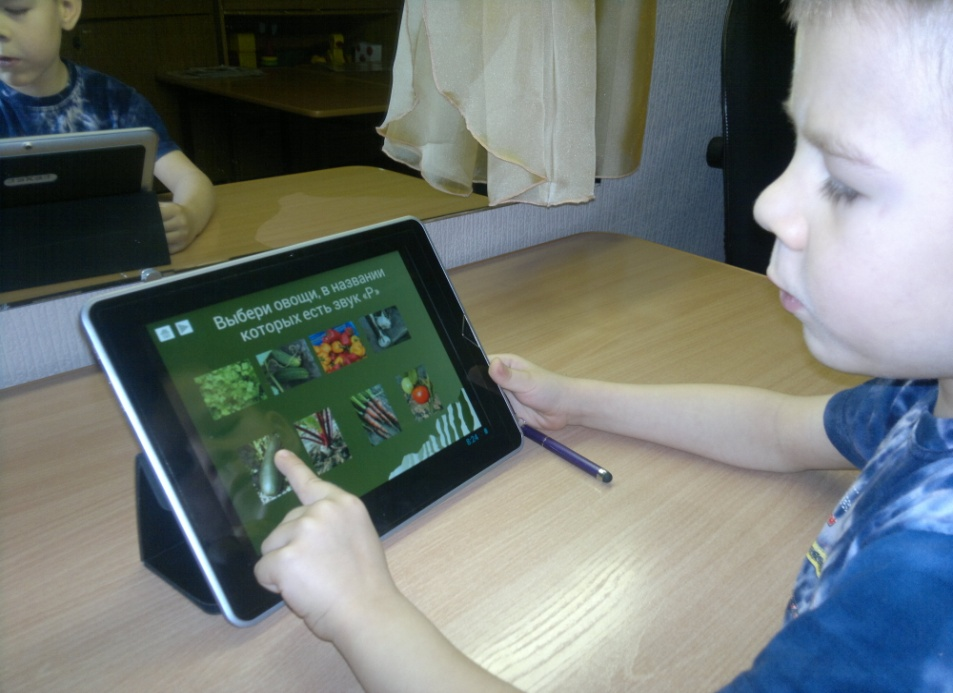 Выбери овощи, в названии
которых есть звук «Р»